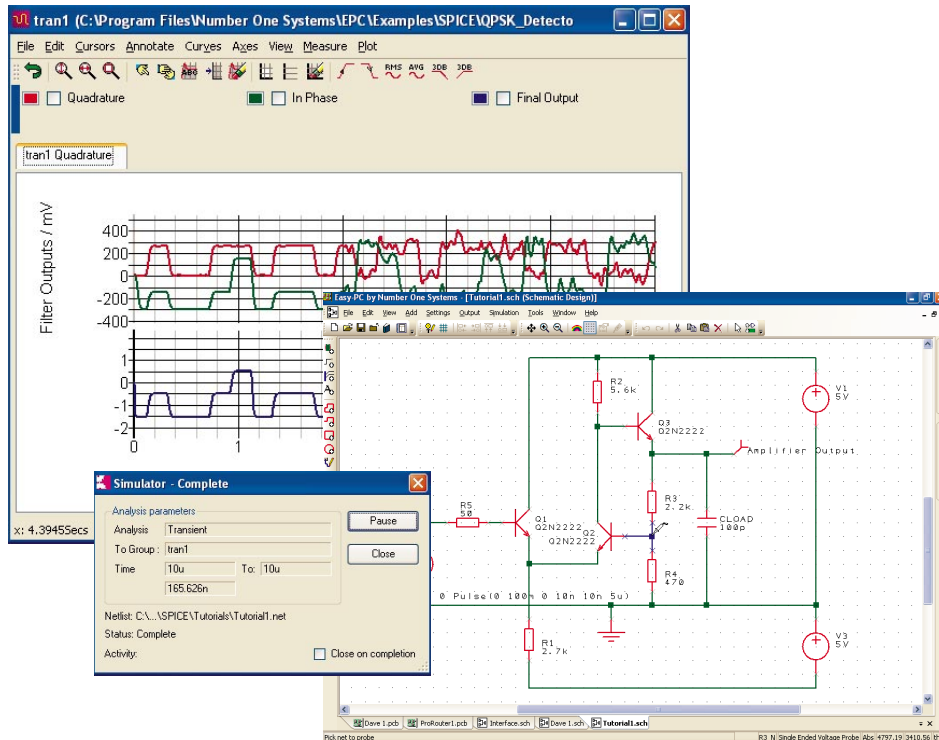 tran1 (C:\Program Files\Number One Systems\EPC\Examples\SPICE\QPSK_Detecto
File Edit Cursors Annotate Curves Axes View Measure Plot
ABC RMS AVG 3DB 3DB
Quadrature In Phase Final Output
tran1 Quadrature
Filter Outputs / mV
400
200
0
-200
-400
1
0
-1
-2
0 1
x: 4.3945Secs
Easy-PC by Number One Systems - [Tutorial1.sch (Schematic Design)]
File Edit View Add Settings Output Simulation Tools Window Help
R2
5.6k
V1
5V
Q3
Q2N2222
Amplifier Output
R3
2.2k
R5
50
Q1
Q2N2222
Q2
Q2N2222
CLOAD
100p
R4
470
0 Pulse(0 100m 0 10n 10n 5u)
R1
2.7k
V3
5V
Dave 1.pcb ProRouter1.pcb Interface.sch Dave 1.sch Tutorial1.sch
Pick net to probe
R3 N Single Ended Voltage Probe Abs 4797.19 3410.56 th
Simulator - Complete
Analysis parameters
Analysis Transient
To Group : tran1
Time 10u To: 10u
165.626n
Pause
Close
Netlist: C:\...\SPICE\Tutorials\Tutorial1.net
Status: Complete
Activity:
Close on completion